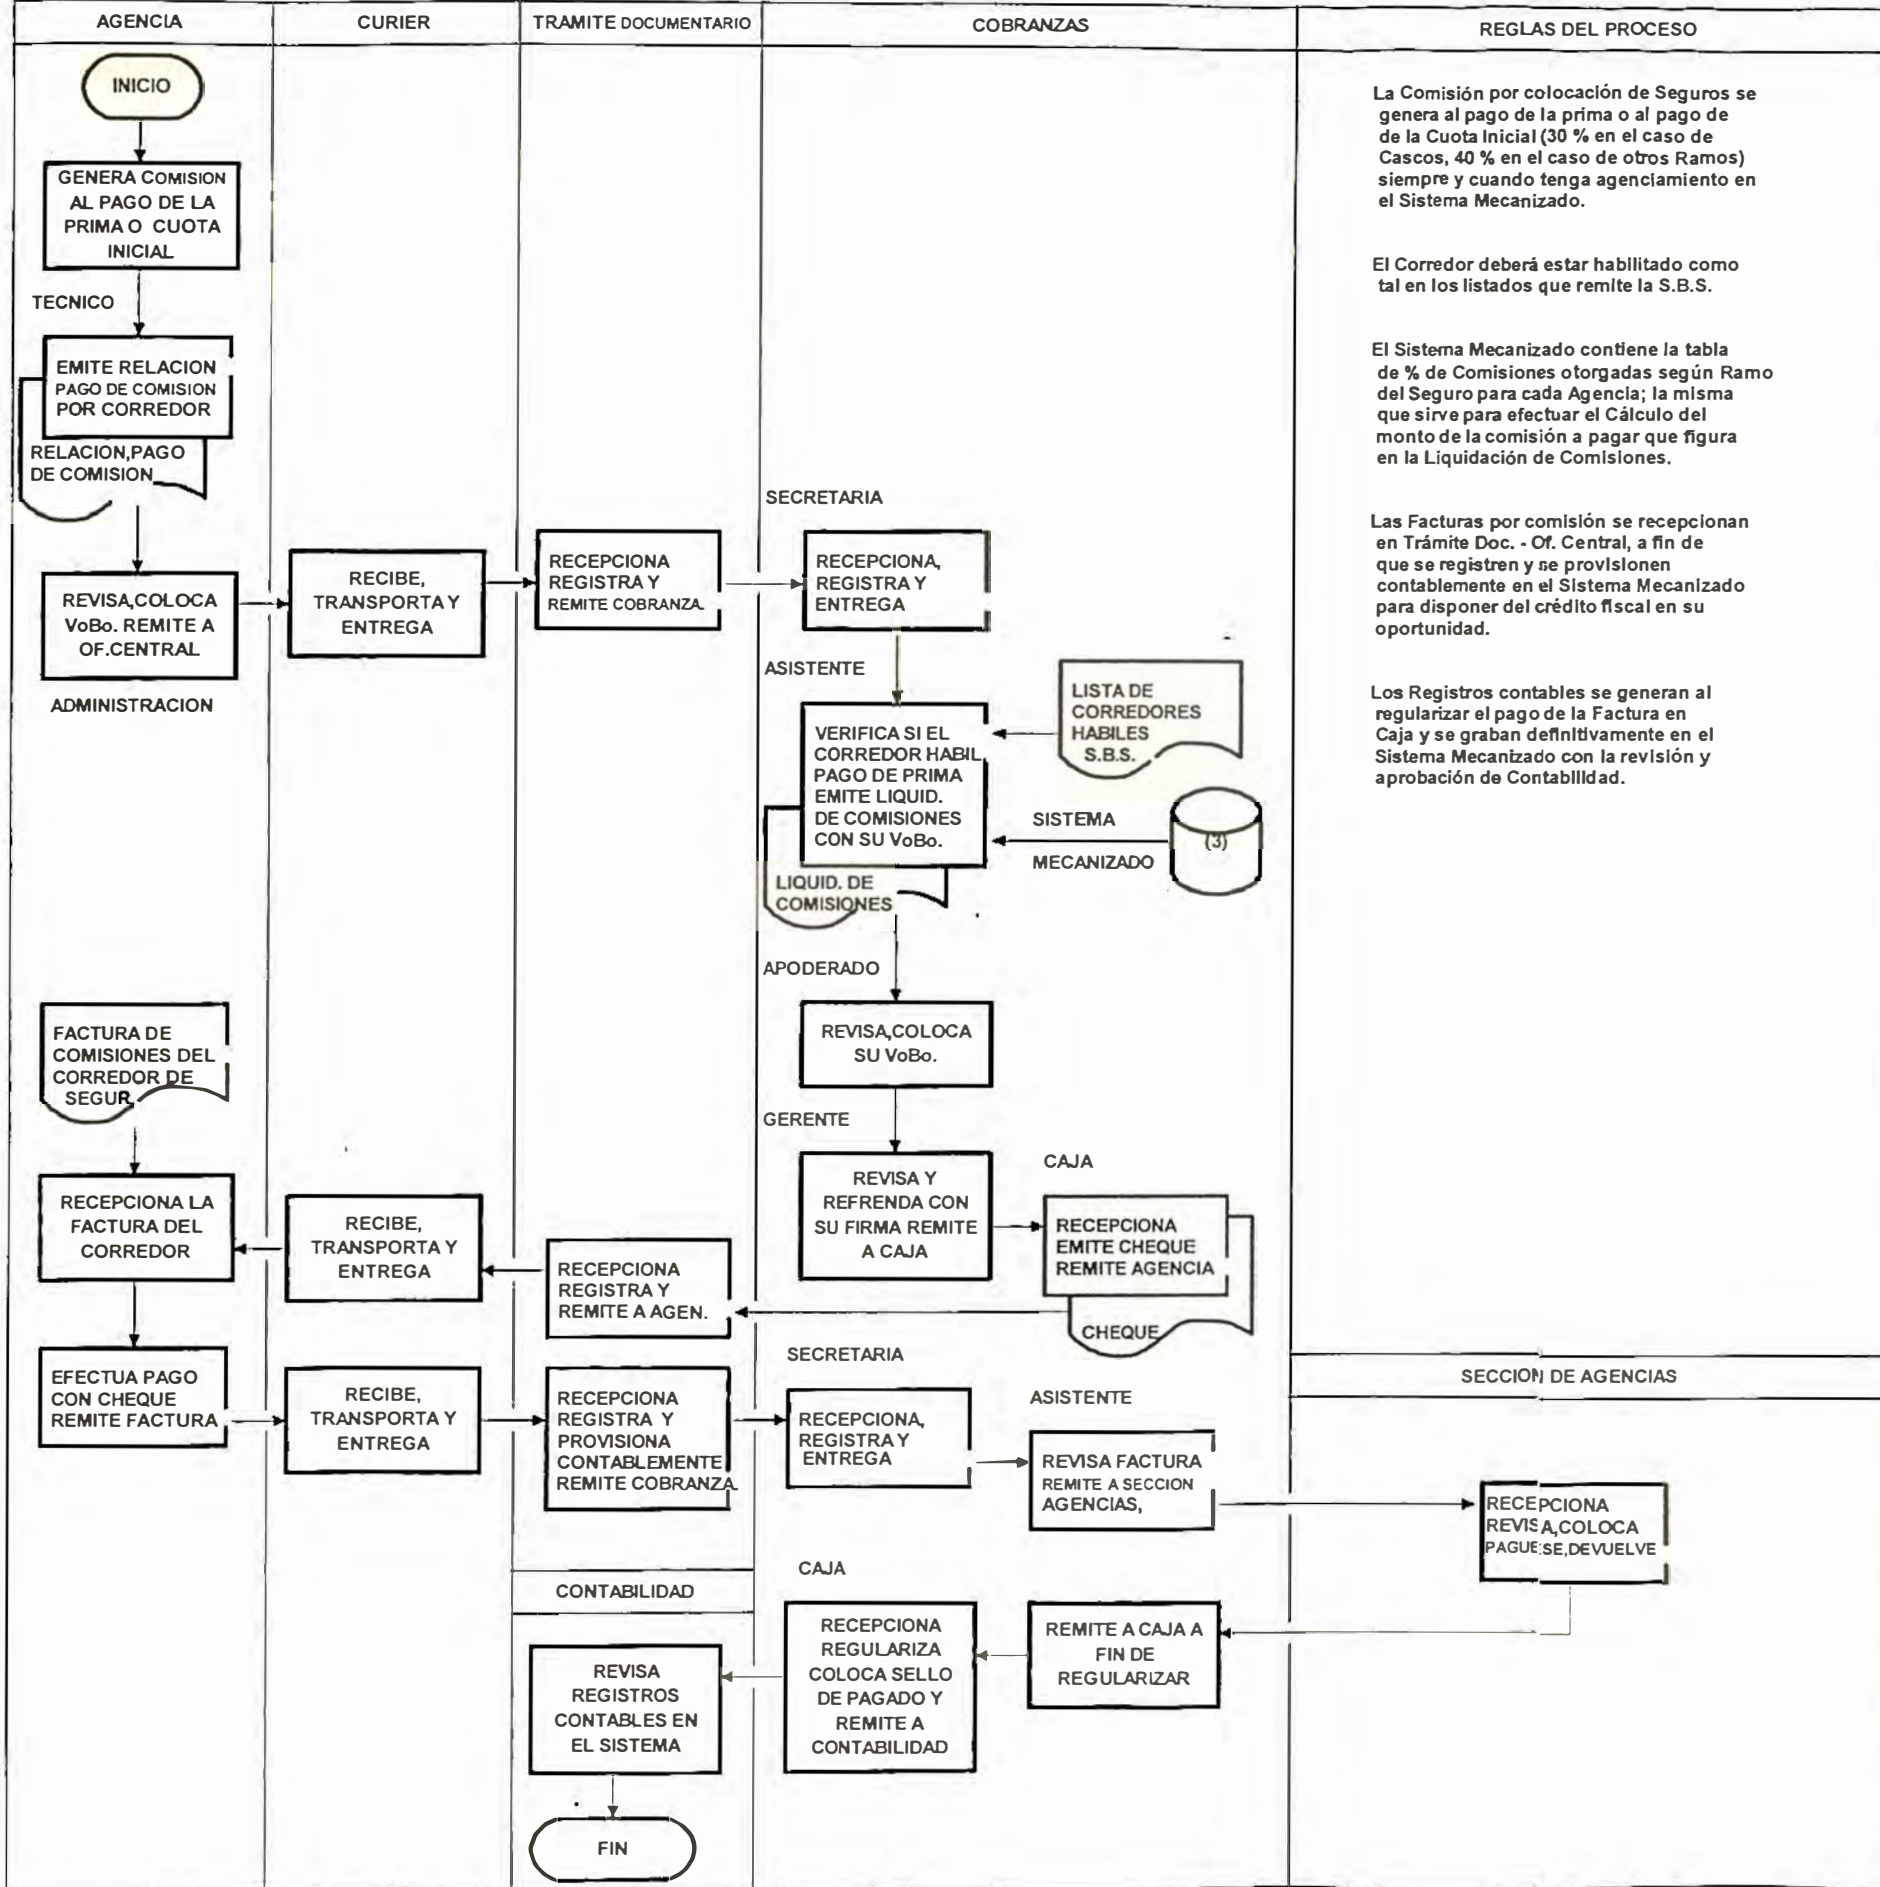 AGENCIA
CURIER
TRAMITE DOCUMENTARIO
COBRANZAS
REGLAS DEL PROCESO
INICIO
GENERA COMISION
AL PAGO DE LA
PRIMA O CUOTA
INICIAL
TECNICO
EMITE RELACION
PAGO DE COMISION
POR CORREDOR
RELACION,PAGO
DE COMISION
REVISA,COLOCA
VoBo. REMITE A
OF.CENTRAL
ADMINISTRACION
RECIBE,
TRANSPORTA Y
ENTREGA
RECEPCIONA
REGISTRA Y
REMITE COBRANZA.
SECRETARIA
RECEPCIONA,
REGISTRA Y
ENTREGA
ASISTENTE
VERIFICA SI EL
CORREDOR HABIL
PAGO DE PRIMA
EMITE LIQUID.
DE COMISIONES
CON SU VoBo.
LISTA DE
CORREDORES
HABILES
S.B.S.
SISTEMA
MECANIZADO
(3)
LIQUID. DE
COMISIONES
APODERADO
REVISA,COLOCA
SU VoBo.
GERENTE
REVISA Y
REFRENDA CON
SU FIRMA REMITE
A CAJA
CAJA
RECEPCIONA
EMITE CHEQUE
REMITE AGENCIA
CHEQUE
RECEPCIONA
REGISTRA Y
REMITE A AGEN.
RECIBE,
TRANSPORTA Y
ENTREGA
FACTURA DE
COMISIONES DEL
CORREDOR DE
SEGUR.
RECEPCIONA LA
FACTURA DEL
CORREDOR
EFECTUA PAGO
CON CHEQUE
REMITE FACTURA
RECIBE,
TRANSPORTA Y
ENTREGA
RECEPCIONA
REGISTRA Y
PROVISIONA
CONTABLEMENTE
REMITE COBRANZA.
SECRETARIA
RECEPCIONA,
REGISTRA Y
ENTREGA
ASISTENTE
REVISA FACTURA
REMITE A SECCION
AGENCIAS,
SECCION DE AGENCIAS
RECEPCIONA
REVISA,COLOCA
PAGUESE,DEVUELVE
REMITE A CAJA A
FIN DE
REGULARIZAR
CAJA
RECEPCIONA
REGULARIZA
COLOCA SELLO
DE PAGADO Y
REMITE A
CONTABILIDAD
CONTABILIDAD
REVISA
REGISTROS
CONTABLES EN
EL SISTEMA
FIN
La Comisión por colocación de Seguros se
genera al pago de la prima o al pago de
de la Cuota Inicial (30 % en el caso de
Cascos, 40 % en el caso de otros Ramos)
siempre y cuando tenga agenciamiento en
el Sistema Mecanizado.
El Corredor deberá estar habilitado como
tal en los listados que remite la S.B.S.
El Sistema Mecanizado contiene la tabla
de % de Comisiones otorgadas según Ramo
del Seguro para cada Agencia; la misma
que sirve para efectuar el Cálculo del
monto de la comisión a pagar que figura
en la Liquidación de Comisiones.
Las Facturas por comisión se recepcionan
en Trámite Doc. - Of. Central, a fin de
que se registren y se provisionen
contablemente en el Sistema Mecanizado
para disponer del crédito fiscal en su
oportunidad.
Los Registros contables se generan al
regularizar el pago de la Factura en
Caja y se graban definitivamente en el
Sistema Mecanizado con la revisión y
aprobación de Contabilidad.